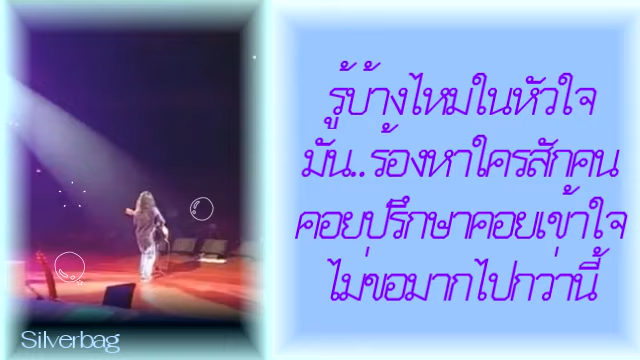 รู้บ้างไหมในหัวใจ
มัน..ร้องหาใครสักคน
คอยปรึกษาคอยเข้าใจ
ไม่ขอมากไปกว่านี้
Silverbag